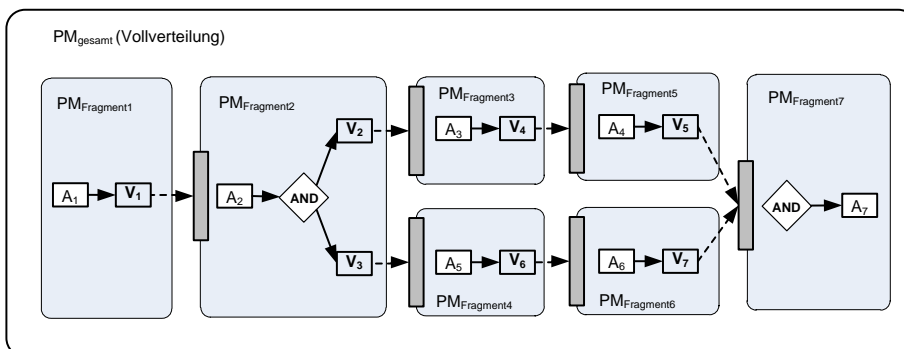 PMgesamt (Vollverteilung)
PMFragment1
A1
V1
PMFragment2
A2
AND
V2
V3
PMFragment3
A3
V4
PMFragment5
A4
V5
A5
V6
PMFragment4
A6
V7
PMFragment6
PMFragment7
AND
A7